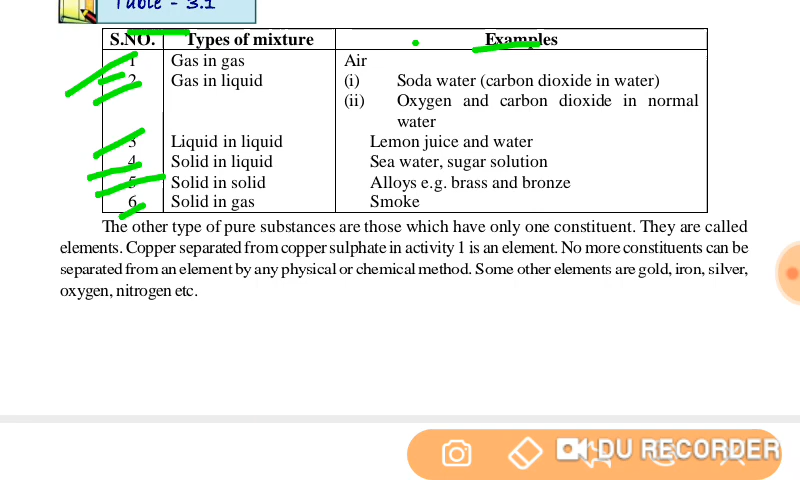 Table - 3.1
S.NO. Types of mixture Examples
1 Gas in gas Air
2 Gas in liquid (i) Soda water (carbon dioxide in water)
(ii) Oxygen and carbon dioxide in normal
water
3 Liquid in liquid Lemon juice and water
4 Solid in liquid Sea water, sugar solution
5 Solid in solid Alloys e.g. brass and bronze
6 Solid in gas Smoke
The other type of pure substances are those which have only one constituent. They are called
elements. Copper separated from copper sulphate in activity 1 is an element. No more constituents can be
separated from an element by any physical or chemical method. Some other elements are gold, iron, silver,
oxygen, nitrogen etc.
DU RECORDER